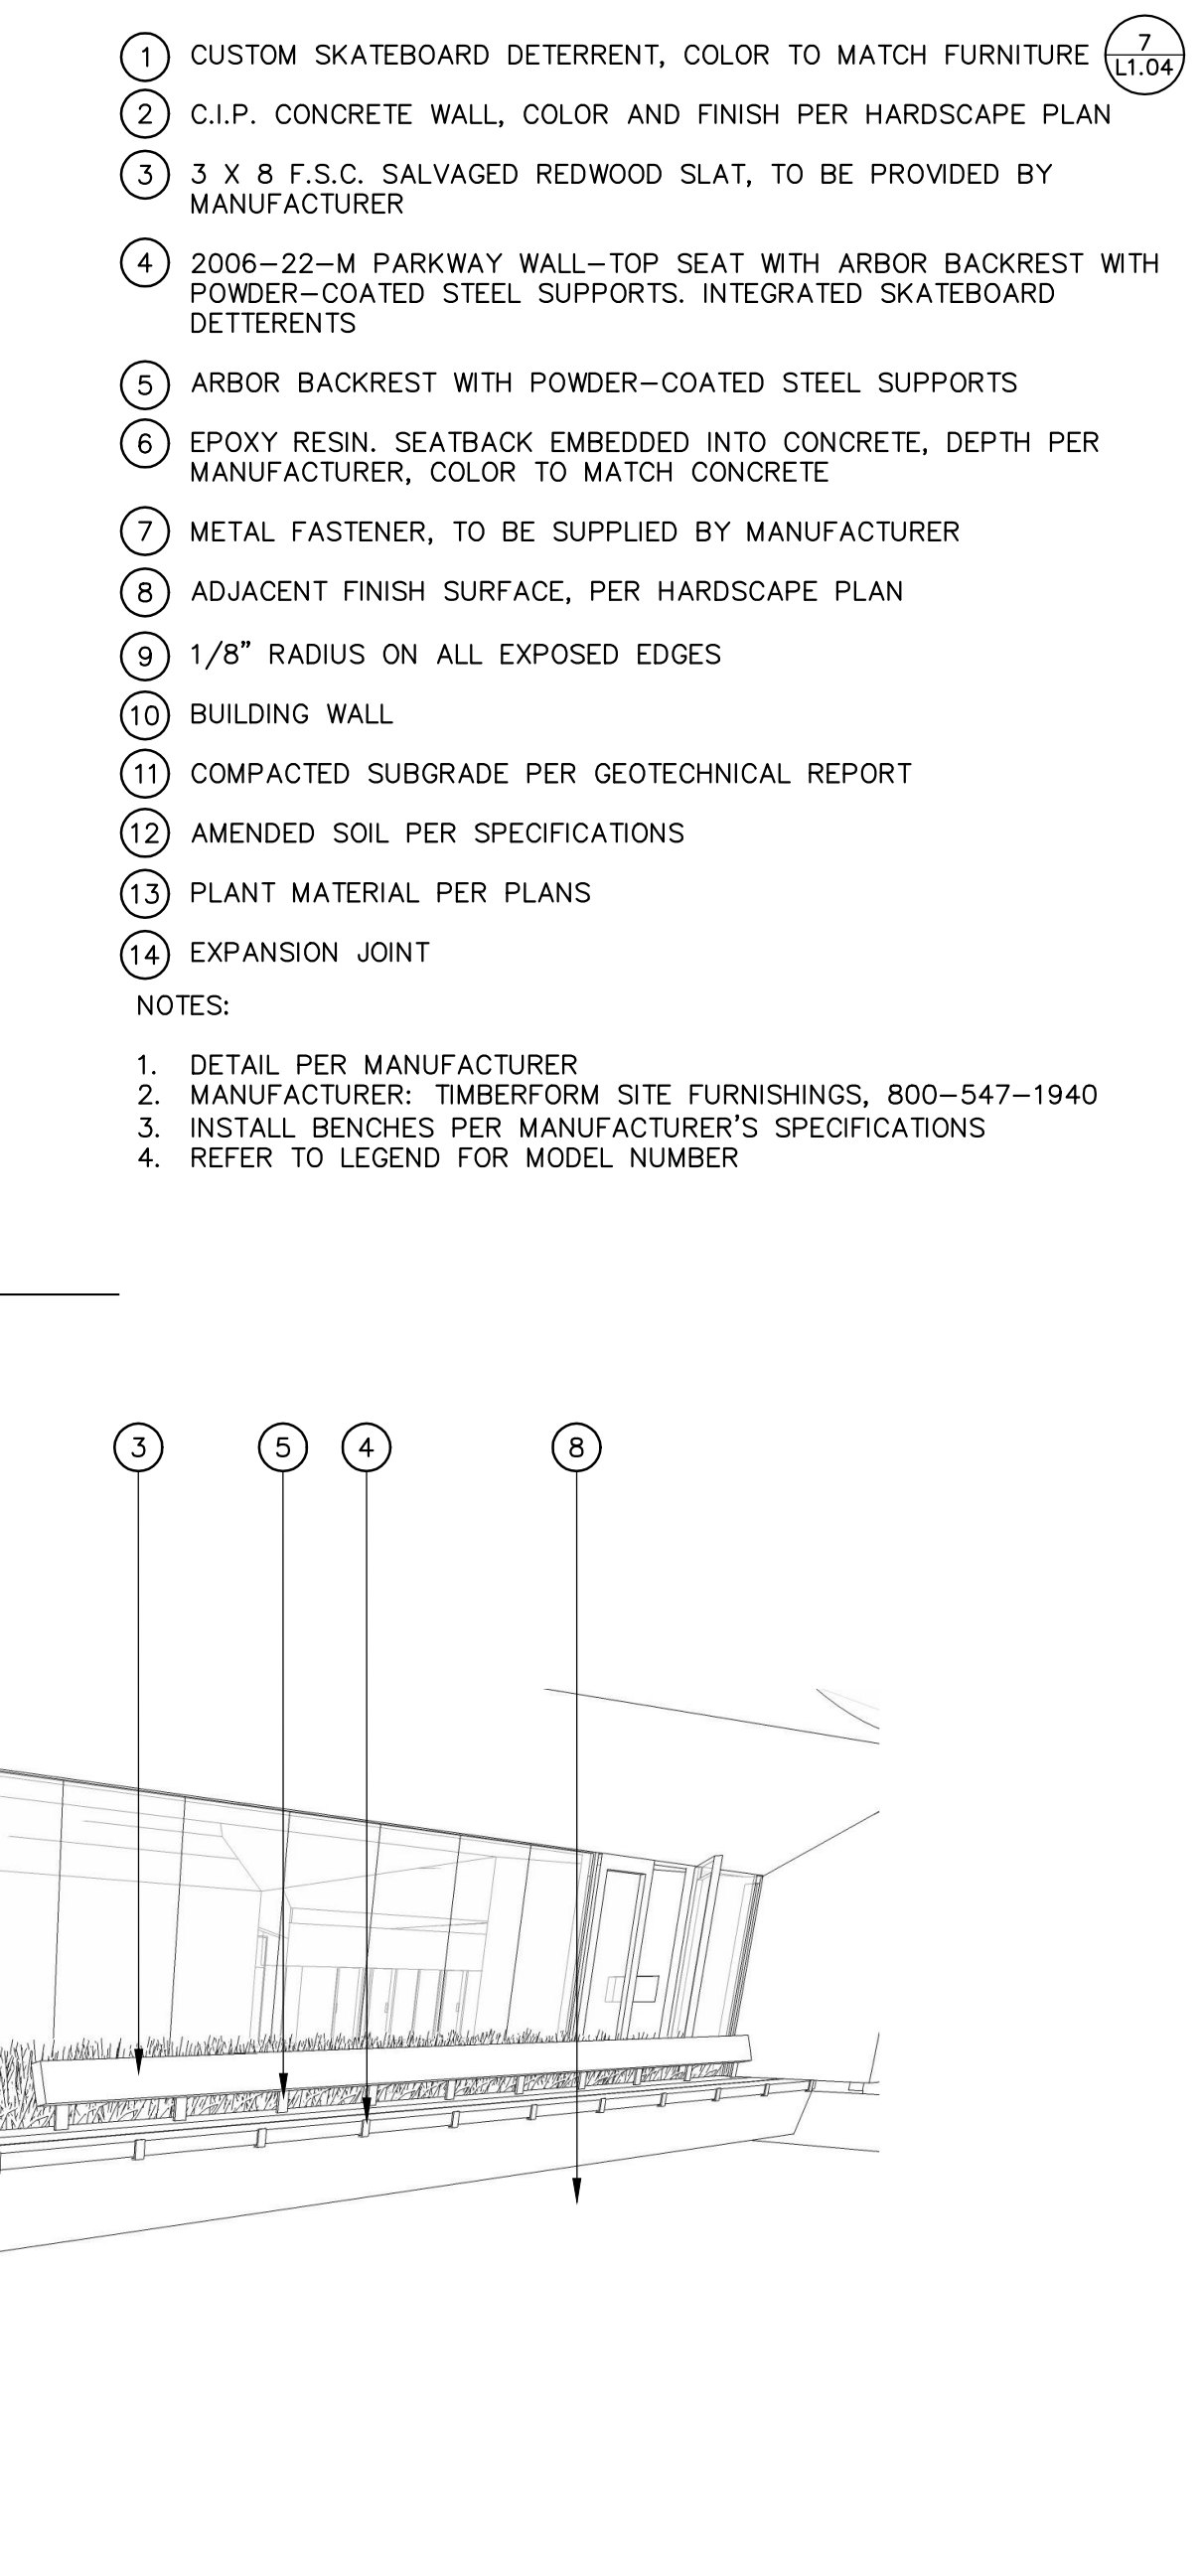 1 CUSTOM SKATEBOARD DETERRENT, COLOR TO MATCH FURNITURE 7
L1.04
2 C.I.P. CONCRETE WALL, COLOR AND FINISH PER HARDSCAPE PLAN
3 3 X 8 F.S.C. SALVAGED REDWOOD SLAT, TO BE PROVIDED BY
MANUFACTURER
4 2006-22-M PARKWAY WALL-TOP SEAT WITH ARBOR BACKREST WITH
POWDER-COATED STEEL SUPPORTS. INTEGRATED SKATEBOARD
DETTERENTS
5 ARBOR BACKREST WITH POWDER-COATED STEEL SUPPORTS
6 EPOXY RESIN. SEATBACK EMBEDDED INTO CONCRETE, DEPTH PER
MANUFACTURER, COLOR TO MATCH CONCRETE
7 METAL FASTENER, TO BE SUPPLIED BY MANUFACTURER
8 ADJACENT FINISH SURFACE, PER HARDSCAPE PLAN
9 1/8" RADIUS ON ALL EXPOSED EDGES
10 BUILDING WALL
11 COMPACTED SUBGRADE PER GEOTECHNICAL REPORT
12 AMENDED SOIL PER SPECIFICATIONS
13 PLANT MATERIAL PER PLANS
14 EXPANSION JOINT
NOTES:
1. DETAIL PER MANUFACTURER
2. MANUFACTURER: TIMBERFORM SITE FURNISHINGS, 800-547-1940
3. INSTALL BENCHES PER MANUFACTURER'S SPECIFICATIONS
4. REFER TO LEGEND FOR MODEL NUMBER
3 5 4 8